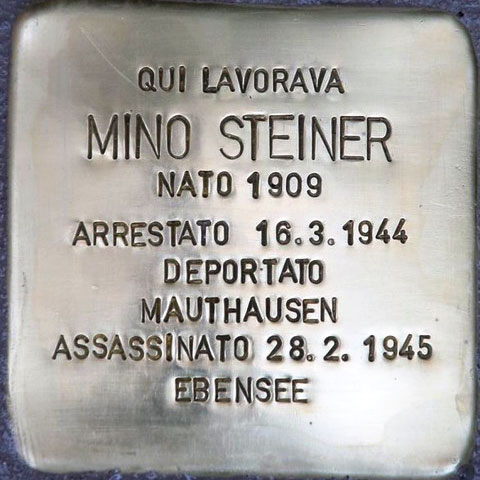 QUI LAVORAVA
MINO STEINER
NATO 1909
ARRESTATO 16.3.1944
DEPORTATO
MAUTHAUSEN
ASSASSINATO 28.2.1945
EBENSEE